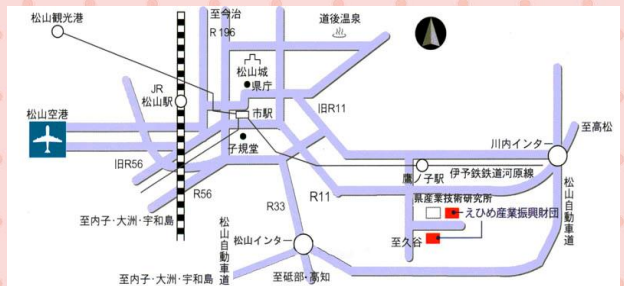 至今治
道後温泉
松山観光港
R 196
松山城
県庁
JR
松山駅
旧R11
松山空港
市駅
至高松
子規堂
川内インター
旧R56
鷹ノ子駅
伊予鉄鉄道河原線
R56
R11
県産業技術研究所
R33
えひめ産業振興財団
至内子・大洲・宇和島
松山自動車道
松山自動車道
松山インター
至久谷
至内子・大洲・宇和島
至砥部・高知